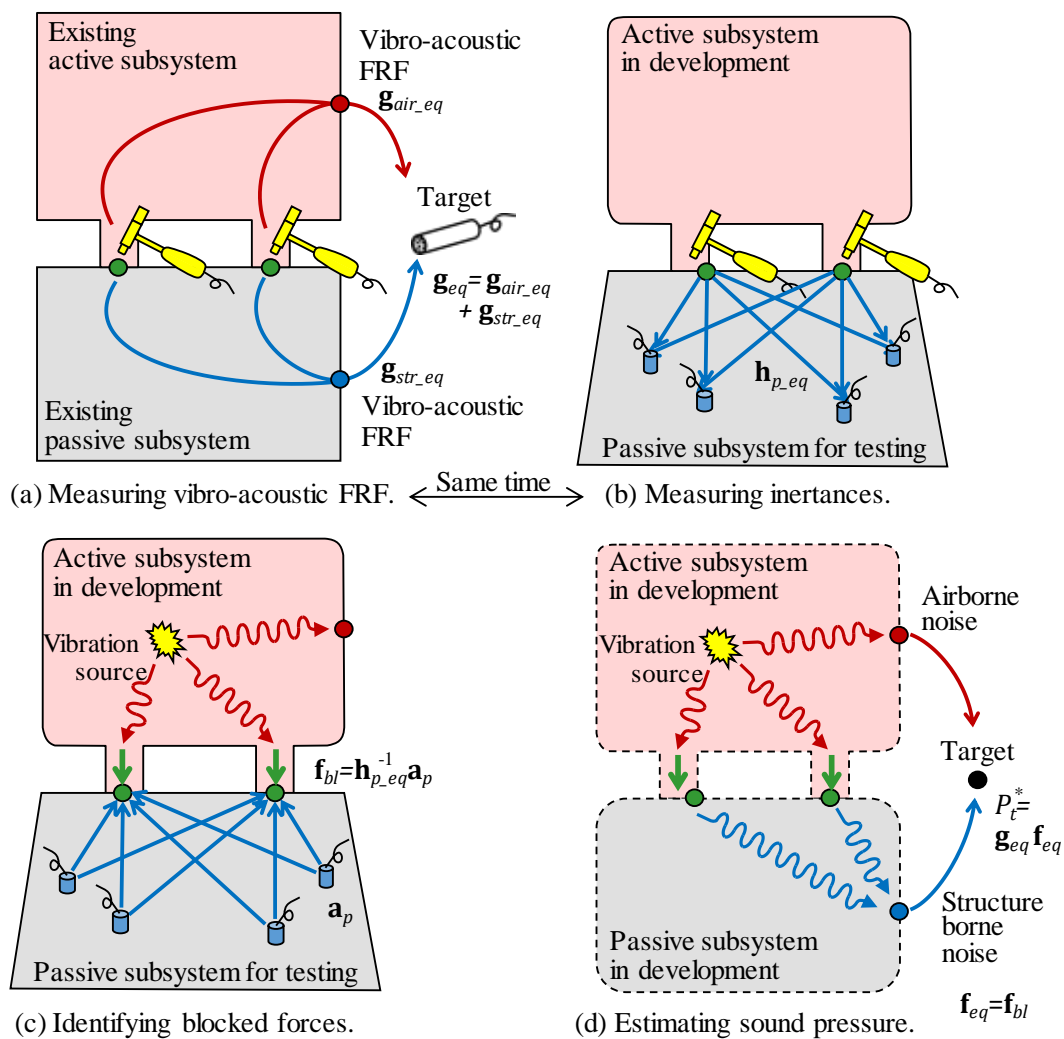 Existing
active subsystem
Vibro-acoustic
FRF
g_air_eq
Target
g_eq= g_air_eq
+ g_str_eq
g_str_eq
Vibro-acoustic
FRF
Existing
passive subsystem
(a) Measuring vibro-acoustic FRF.
Same time
Active subsystem
in development
h_p_eq
Passive subsystem for testing
(b) Measuring inertances.
Active subsystem
in development
Vibration
source
f_bl=h_p_eq^-1 a_p
a_p
Passive subsystem for testing
(c) Identifying blocked forces.
Active subsystem
in development
Vibration
source
Airborne
noise
Target
P_t^*=
g_eq f_eq
Structure
borne
noise
Passive subsystem
in development
f_eq=f_bl
(d) Estimating sound pressure.